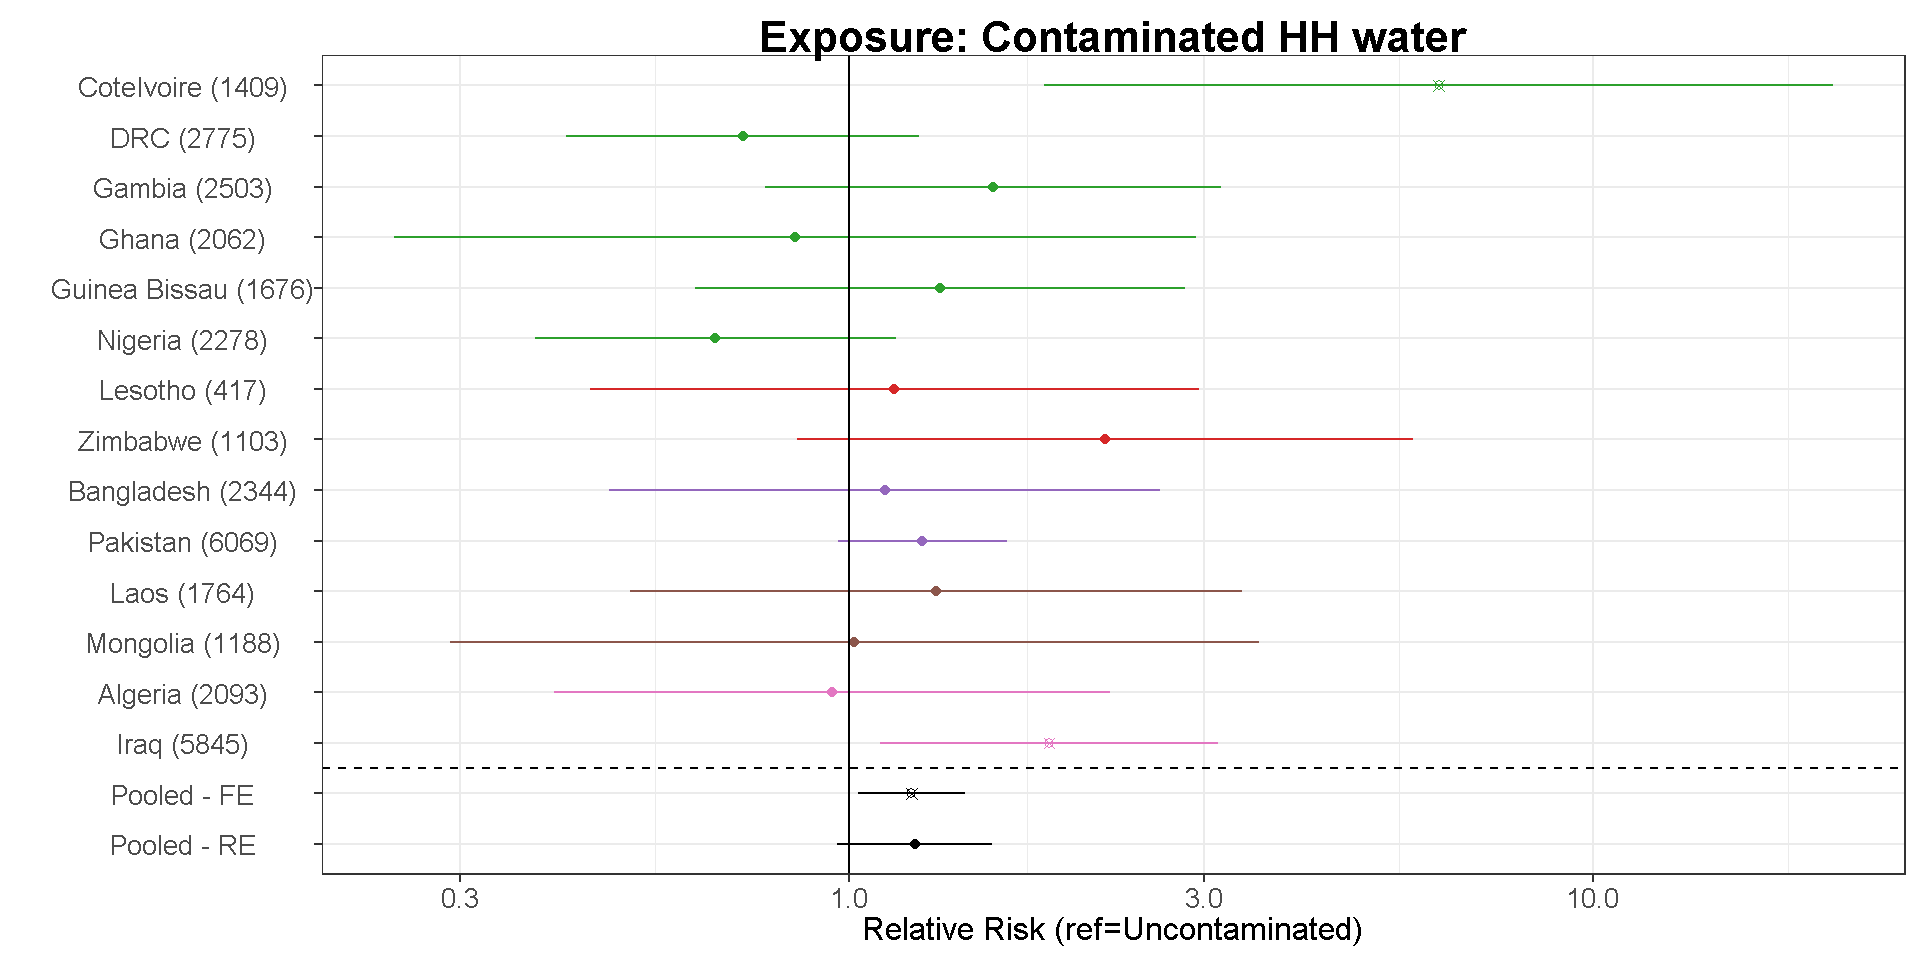 Exposure: Contaminated HH water
CoteIvoire (1409)
DRC (2775)
Gambia (2503)
Ghana (2062)
Guinea Bissau (1676)
Nigeria (2278)
Lesotho (417)
Zimbabwe (1103)
Bangladesh (2344)
Pakistan (6069)
Laos (1764)
Mongolia (1188)
Algeria (2093)
Iraq (5845)
Pooled - FE
Pooled - RE
0.3 1.0 3.0 10.0
Relative Risk (ref=Uncontaminated)